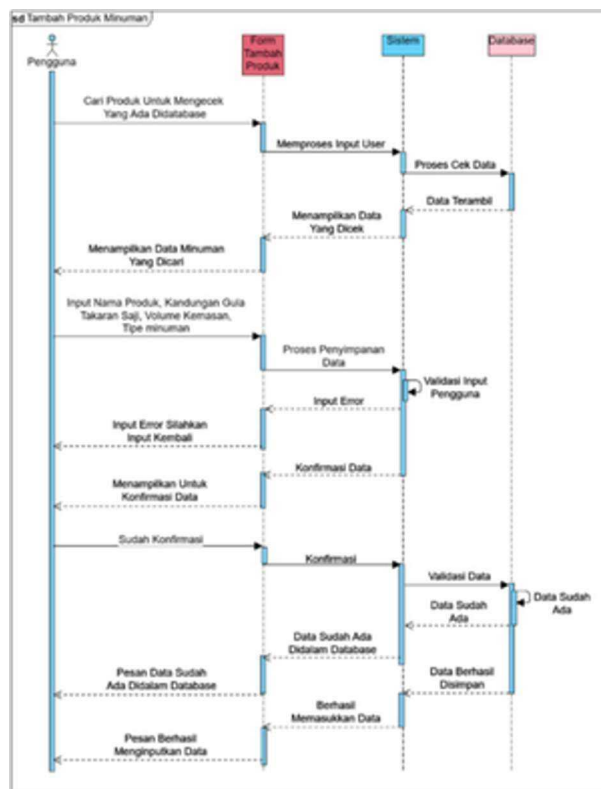 sd Tambah Produk Minuman
Pengguna
Form
Tambah
Produk
Sistem
Database
Cari Produk Untuk Mengecek
Yang Ada Didatabase
Memproses Input User
Proses Cek Data
Data Terambil
Menampilkan Data
Yang Dicek
Menampilkan Data Minuman
Yang Dicari
Input Nama Produk, Kandungan Gula
Takaran Saji, Volume Kemasan,
Tipe minuman
Proses Penyimpanan
Data
Validasi Input
Pengguna
Input Error
Input Error Silahkan
Input Kembali
Konfirmasi Data
Menampilkan Untuk
Konfirmasi Data
Sudah Konfirmasi
Konfirmasi
Validasi Data
Data Sudah
Ada
Data Sudah
Ada
Data Sudah Ada
Didalam Database
Pesan Data Sudah
Ada Didalam Database
Data Berhasil
Disimpan
Berhasil
Memasukkan Data
Pesan Berhasil
Menginputkan Data